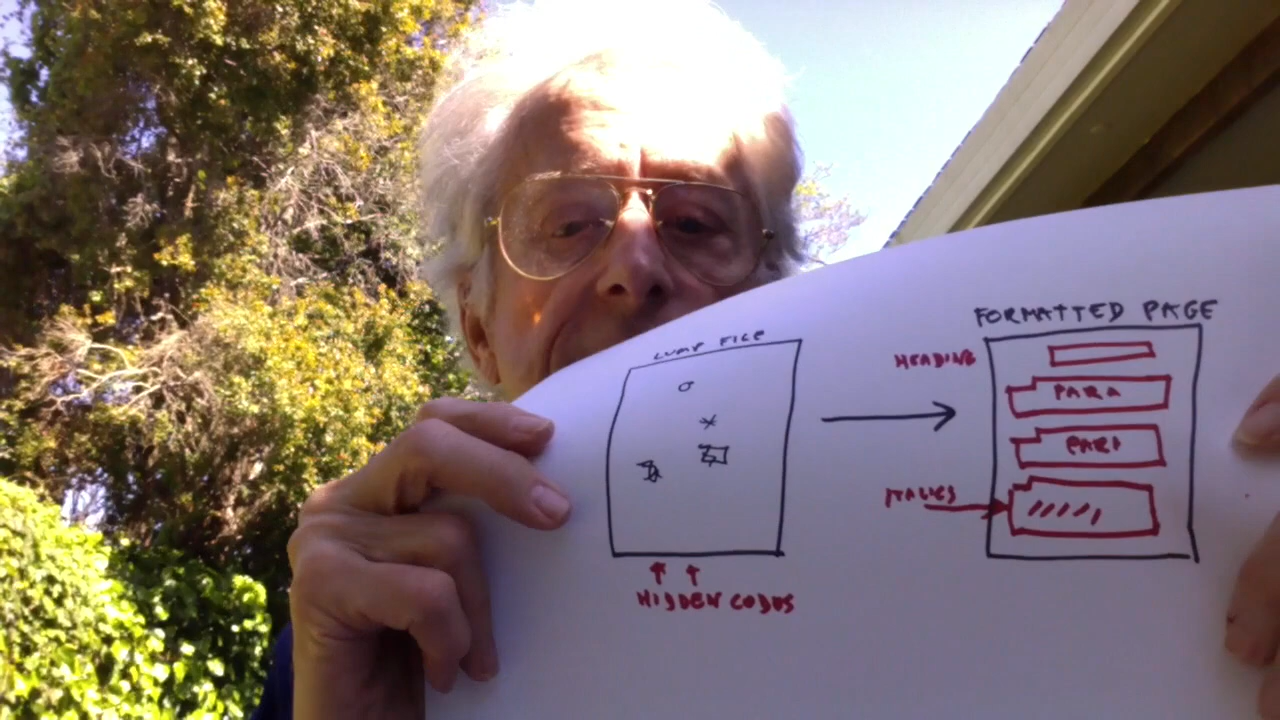 LUMP FILE
HIDDEN CODES
FORMATTED PAGE
HEADING
PARA
PARA
ITALICS